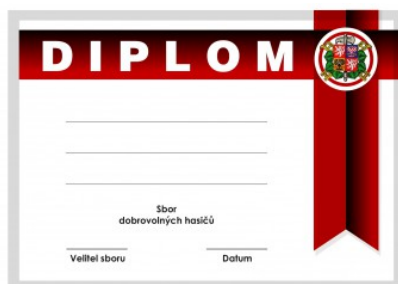 DIPLOM
Sbor
dobrovolných hasičů
Velitel sboru
Datum